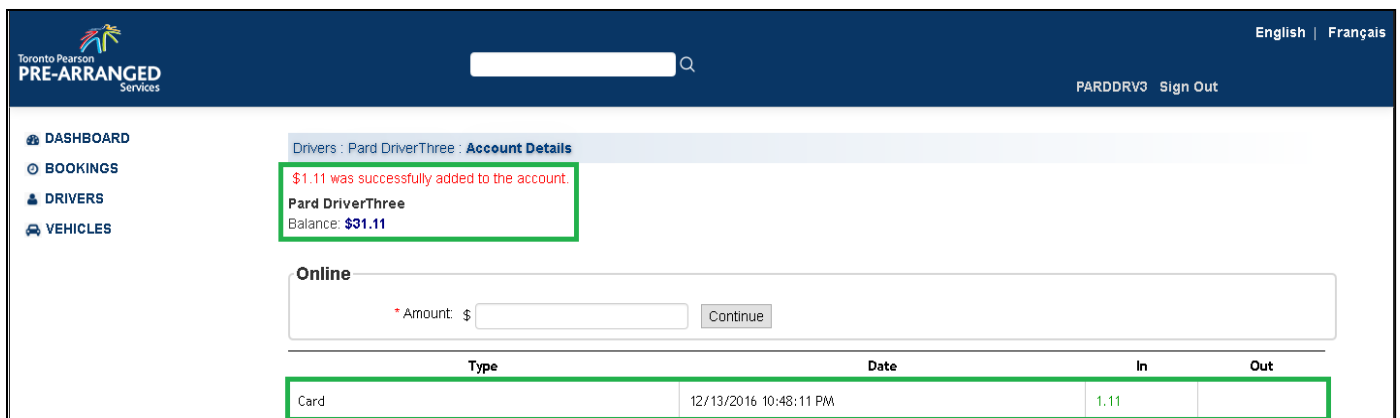 English | Français
Toronto Pearson
PRE-ARRANGED
Services
PARDDRV3 Sign Out
DASHBOARD
BOOKINGS
DRIVERS
VEHICLES
Drivers : Pard DriverThree : Account Details
$1.11 was successfully added to the account.
Pard DriverThree
Balance: $31.11
Online
* Amount: $ Continue
Type Date In Out
Card 12/13/2016 10:48:11 PM 1.11